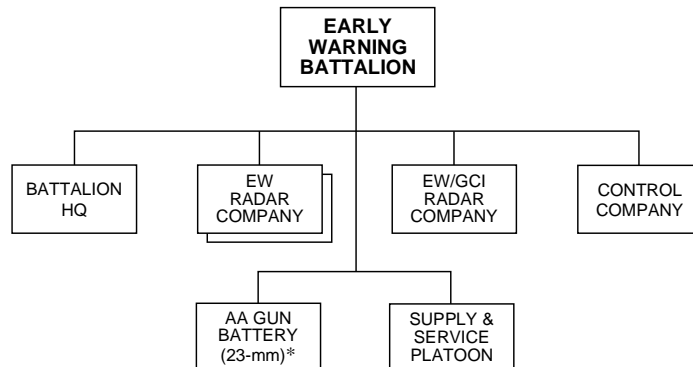 EARLY
WARNING
BATTALION
BATTALION
HQ
EW
RADAR
COMPANY
EW/GCI
RADAR
COMPANY
CONTROL
COMPANY
AA GUN
BATTERY
(23-mm)*
SUPPLY &
SERVICE
PLATOON